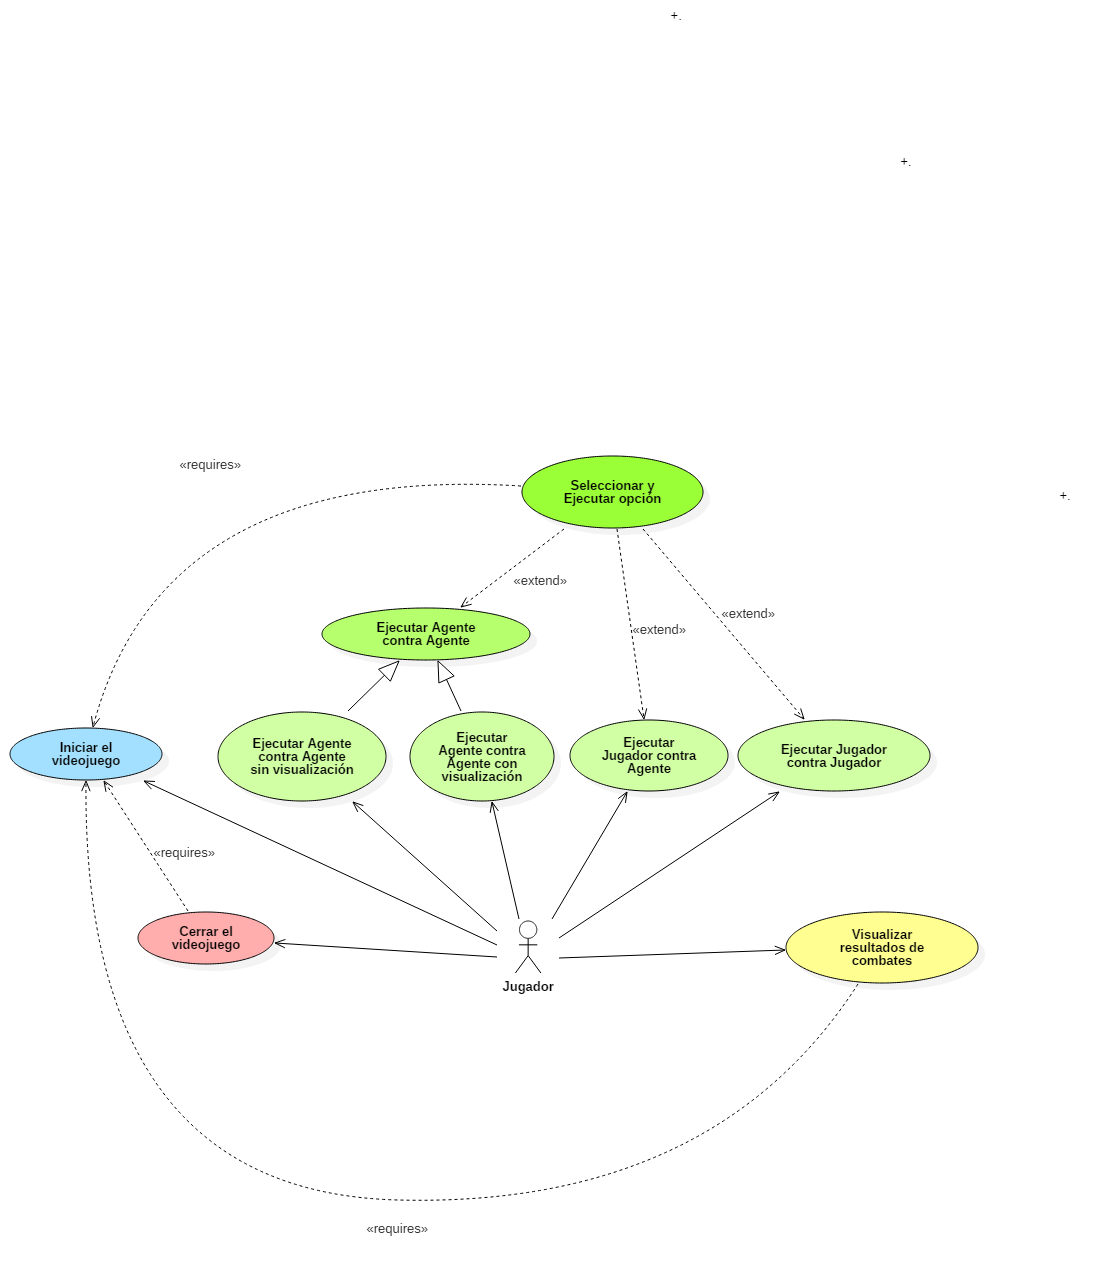 +.
+.
«requires»
Seleccionar y
Ejecutar opción
+.
«extend»
«extend»
«extend»
Ejecutar Agente
contra Agente
Iniciar el
videojuego
Ejecutar Agente
contra Agente
sin visualización
Ejecutar
Agente contra
Agente con
visualización
Ejecutar
Jugador contra
Agente
Ejecutar Jugador
contra Jugador
«requires»
Cerrar el
videojuego
Jugador
Visualizar
resultados de
combates
«requires»